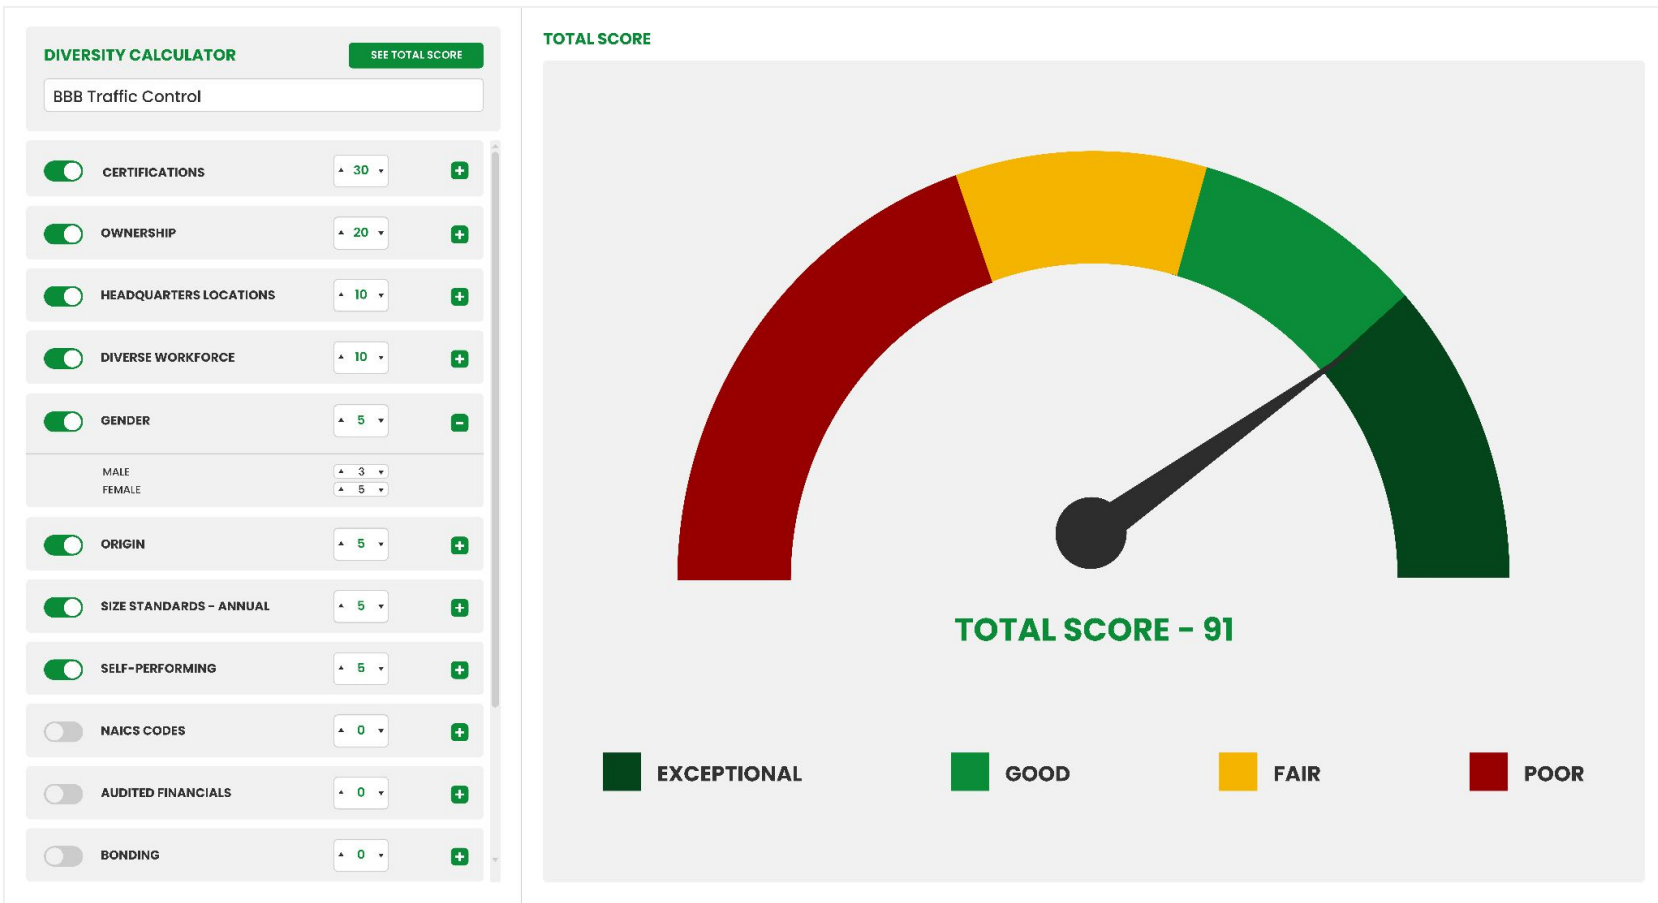 DIVERSITY CALCULATOR
SEE TOTAL SCORE
BBB Traffic Control
CERTIFICATIONS 30
OWNERSHIP 20
HEADQUARTERS LOCATIONS 10
DIVERSE WORKFORCE 10
GENDER 5
MALE 3
FEMALE 5
ORIGIN 5
SIZE STANDARDS - ANNUAL 5
SELF-PERFORMING 5
NAICS CODES 0
AUDITED FINANCIALS 0
BONDING 0
TOTAL SCORE
TOTAL SCORE - 91
EXCEPTIONAL GOOD FAIR POOR